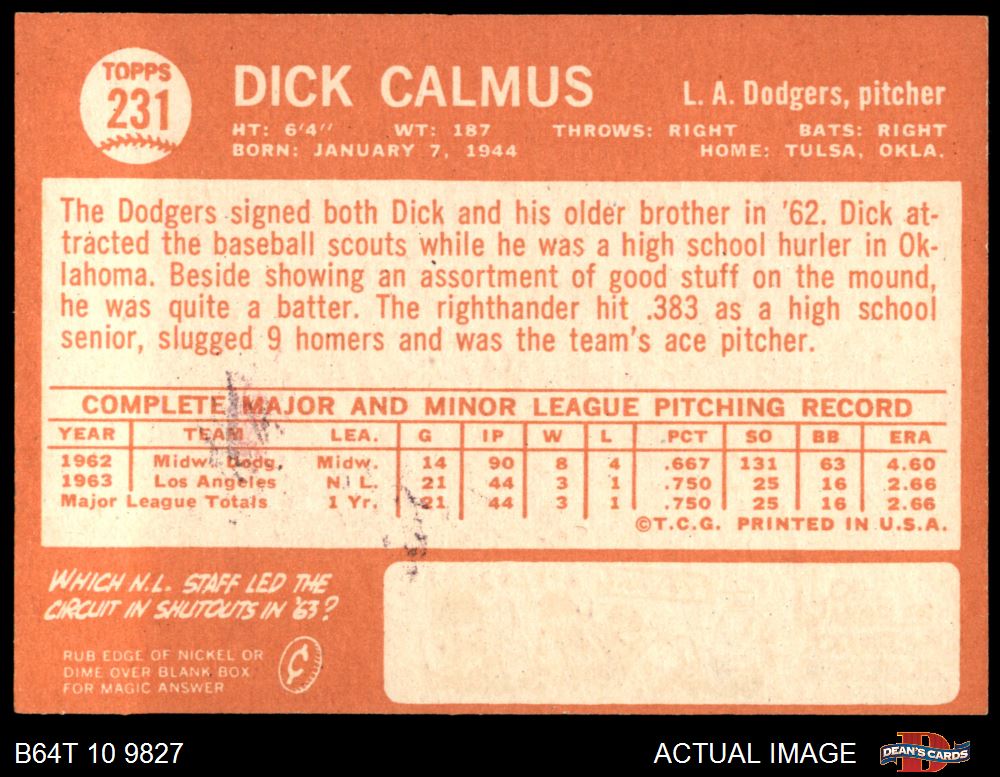 TOPPS
231
DICK CALMUS
L. A. Dodgers, pitcher
HT: 6'4" WT: 187 THROWS: RIGHT BATS: RIGHT
BORN: JANUARY 7, 1944 HOME: TULSA, OKLA.
The Dodgers signed both Dick and his older brother in '62. Dick at-
tracted the baseball scouts while he was a high school hurler in Ok-
lahoma. Beside showing an assortment of good stuff on the mound,
he was quite a batter. The righthander hit .383 as a high school
senior, slugged 9 homers and was the team's ace pitcher.
COMPLETE MAJOR AND MINOR LEAGUE PITCHING RECORD
YEAR TEAM LEA. G IP W L PCT SO BB ERA
1962 Midw. Dodg. Midw. 14 90 8 4 .667 131 63 4.60
1963 Los Angeles N. L. 21 44 3 1 .750 25 16 2.66
Major League Totals 1 Yr. 21 44 3 1 .750 25 16 2.66
©T.C.G. PRINTED IN U.S.A.
WHICH N.L. STAFF LED THE
CIRCUIT IN SHUTOUTS IN '63?
RUB EDGE OF NICKEL OR
DIME OVER BLANK BOX
FOR MAGIC ANSWER
¢
B64T 10 9827
ACTUAL IMAGE
D
DEAN'S CARDS